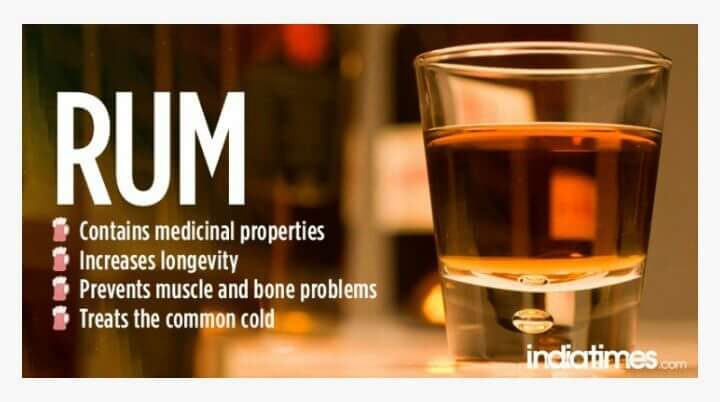 RUM
Contains medicinal properties
Increases longevity
Prevents muscle and bone problems
Treats the common cold
indiatimes.com